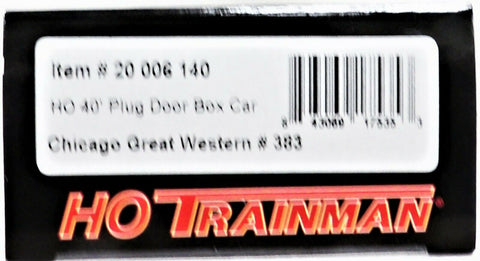 Item # 20 006 140
HO 40' Plug Door Box Car
Chicago Great Western # 383
HO TRAINMAN®